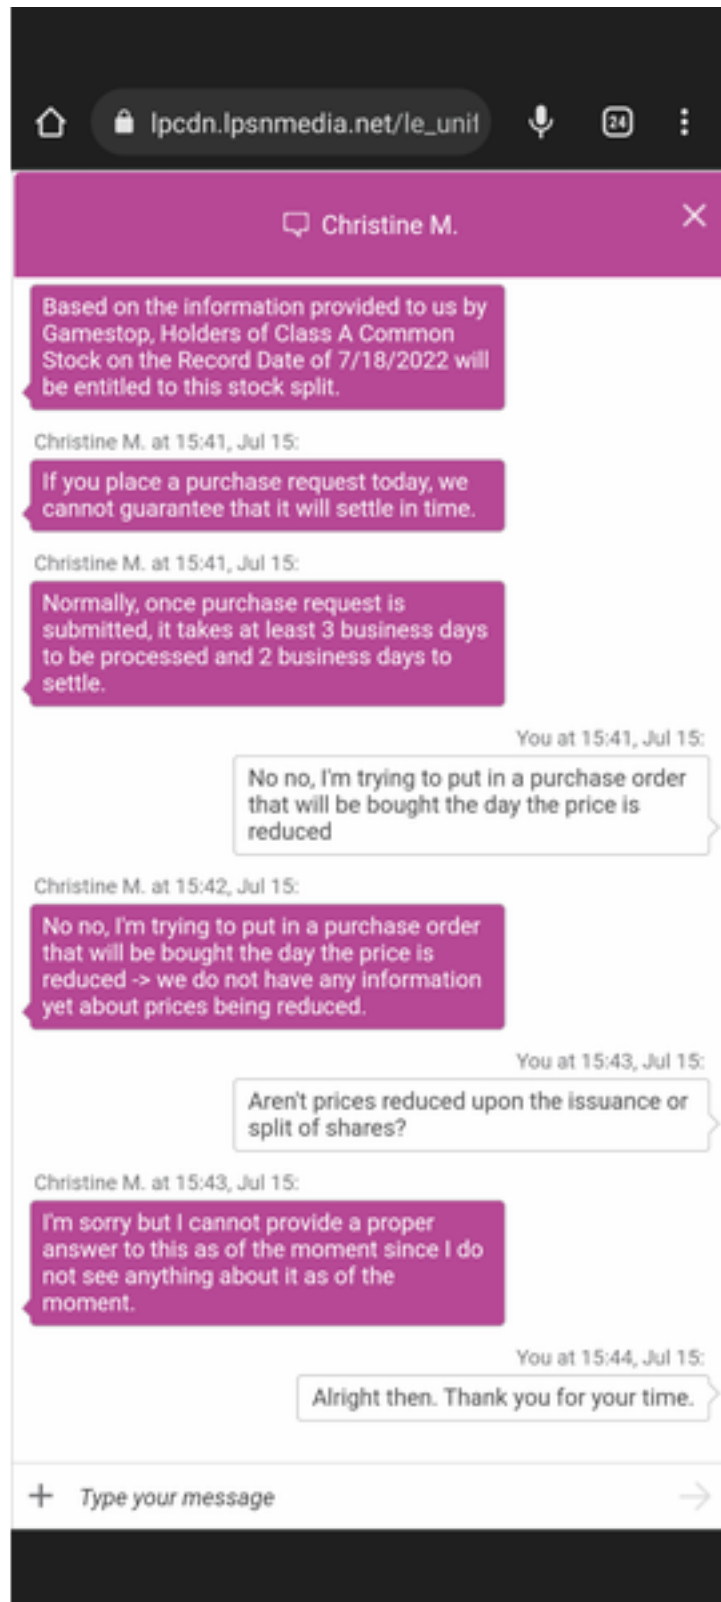 lpcdn.lpsnmedia.net/le_unif
24
Christine M.
Based on the information provided to us by
Gamestop, Holders of Class A Common
Stock on the Record Date of 7/18/2022 will
be entitled to this stock split.
Christine M. at 15:41, Jul 15:
If you place a purchase request today, we
cannot guarantee that it will settle in time.
Christine M. at 15:41, Jul 15:
Normally, once purchase request is
submitted, it takes at least 3 business days
to be processed and 2 business days to
settle.
You at 15:41, Jul 15:
No no, I'm trying to put in a purchase order
that will be bought the day the price is
reduced
Christine M. at 15:42, Jul 15:
No no, I'm trying to put in a purchase order
that will be bought the day the price is
reduced -> we do not have any information
yet about prices being reduced.
You at 15:43, Jul 15:
Aren't prices reduced upon the issuance or
split of shares?
Christine M. at 15:43, Jul 15:
I'm sorry but I cannot provide a proper
answer to this as of the moment since I do
not see anything about it as of the
moment.
You at 15:44, Jul 15:
Alright then. Thank you for your time.
Type your message